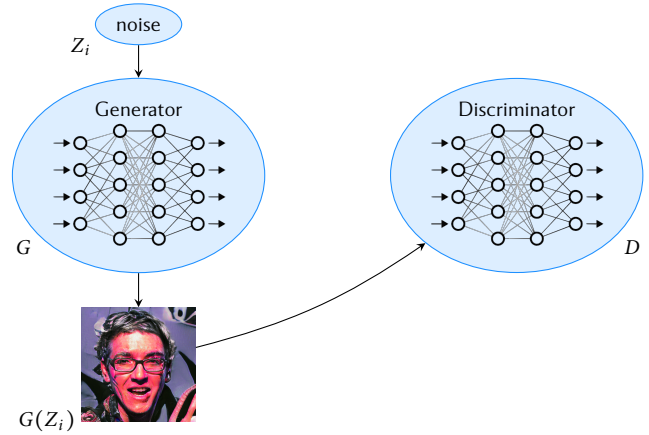 noise
Z_i
Generator
Discriminator
G
D
G(Z_i)